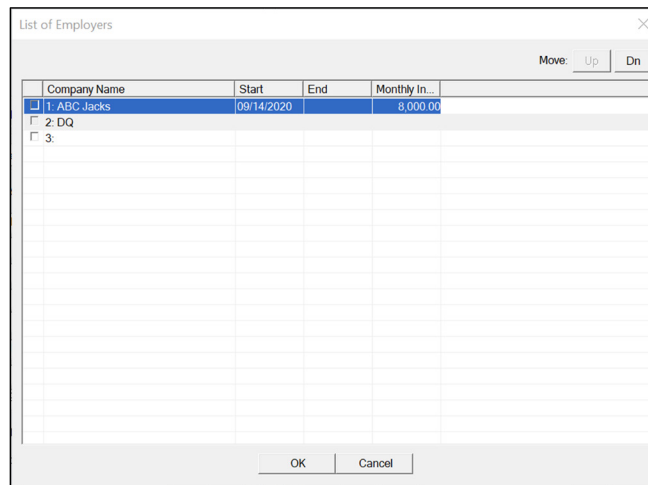 List of Employers
Move: Up Dn
Company Name Start End Monthly In...
1: ABC Jacks 09/14/2020 8,000.00
2: DQ
3:
OK Cancel